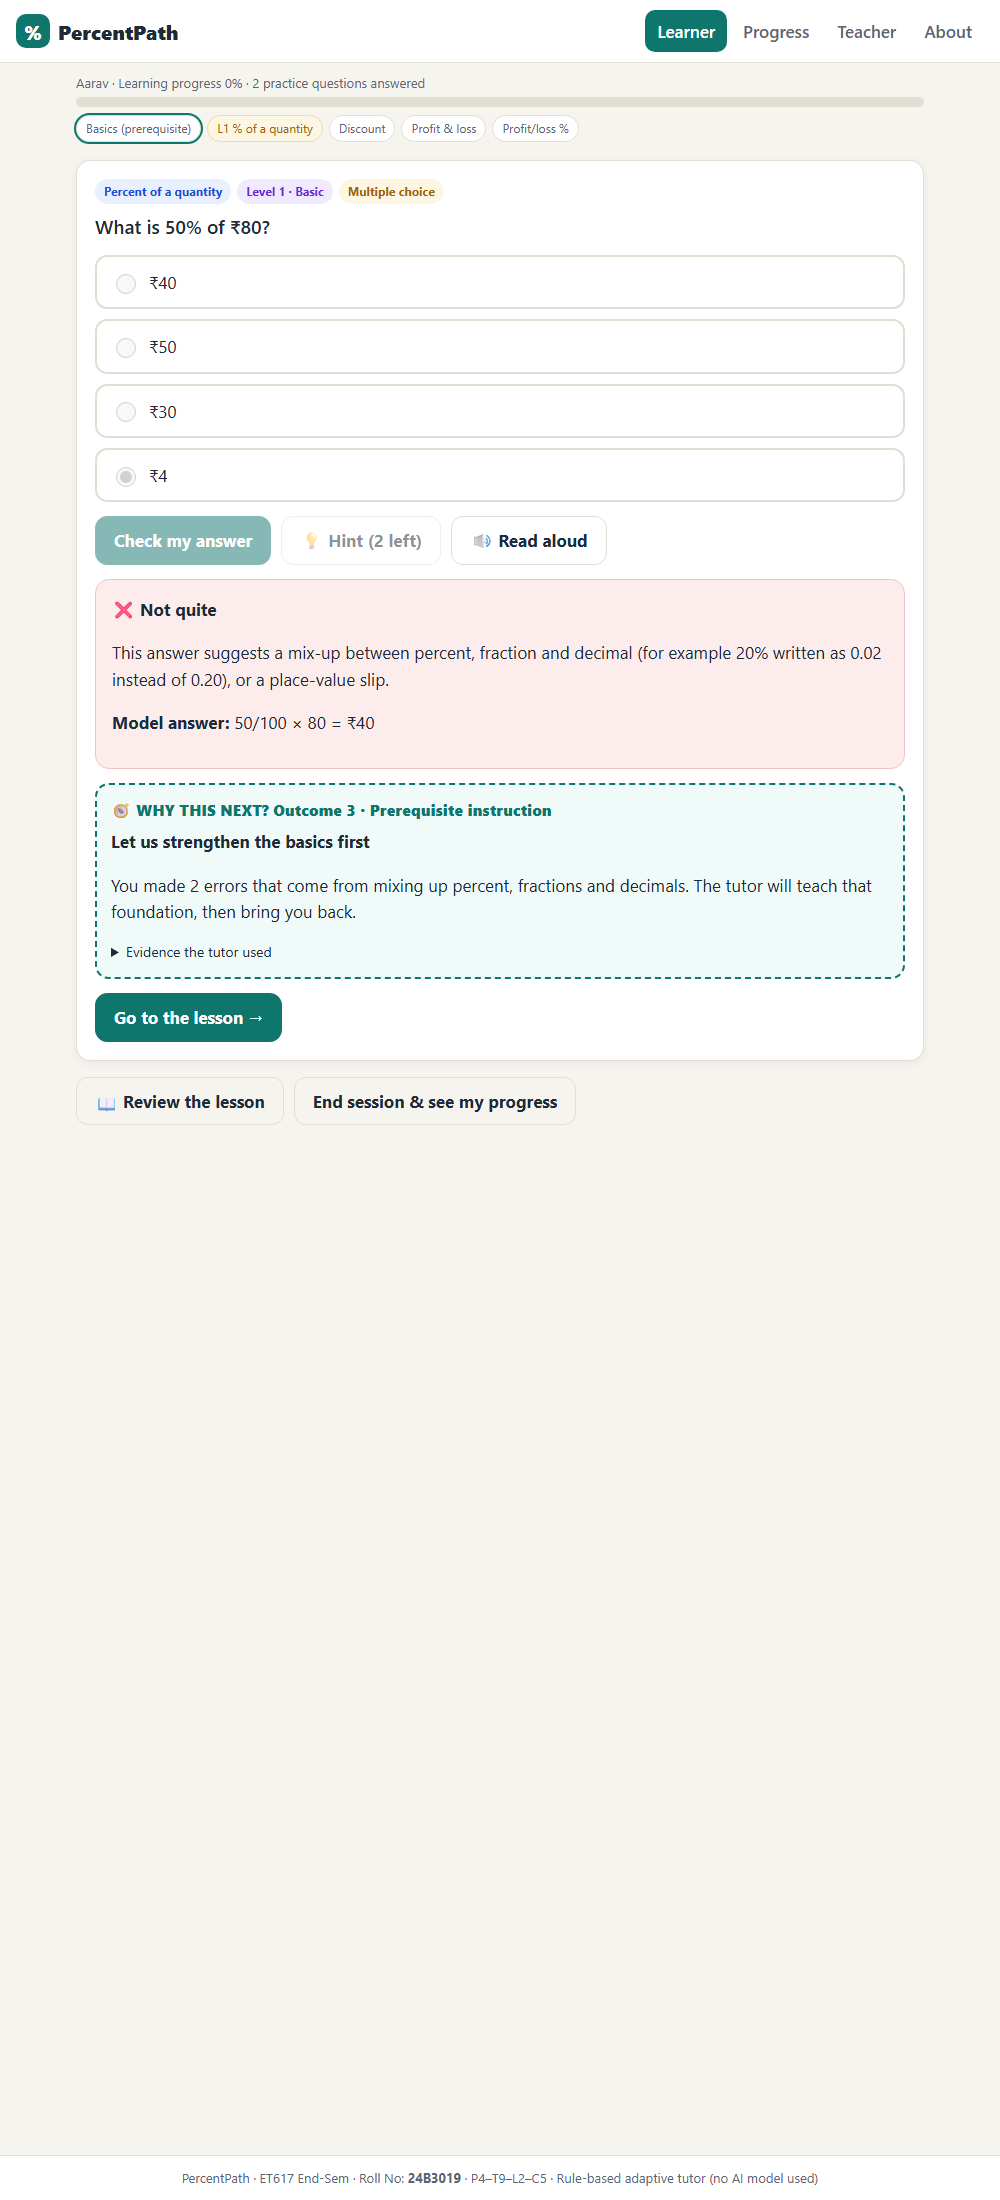 % PercentPath
Learner Progress Teacher About
Aarav · Learning progress 0% · 2 practice questions answered
Basics (prerequisite) L1 % of a quantity Discount Profit & loss Profit/loss %
Percent of a quantity Level 1 · Basic Multiple choice
What is 50% of ₹80?
₹40
₹50
₹30
₹4
Check my answer 💡 Hint (2 left) 🔊 Read aloud
❌ Not quite
This answer suggests a mix-up between percent, fraction and decimal (for example 20% written as 0.02
instead of 0.20), or a place-value slip.
Model answer: 50/100 × 80 = ₹40
🧭 WHY THIS NEXT? Outcome 3 · Prerequisite instruction
Let us strengthen the basics first
You made 2 errors that come from mixing up percent, fractions and decimals. The tutor will teach that
foundation, then bring you back.
▶ Evidence the tutor used
Go to the lesson →
📖 Review the lesson End session & see my progress
PercentPath · ET617 End-Sem · Roll No: 24B3019 · P4–T9–L2–C5 · Rule-based adaptive tutor (no AI model used)